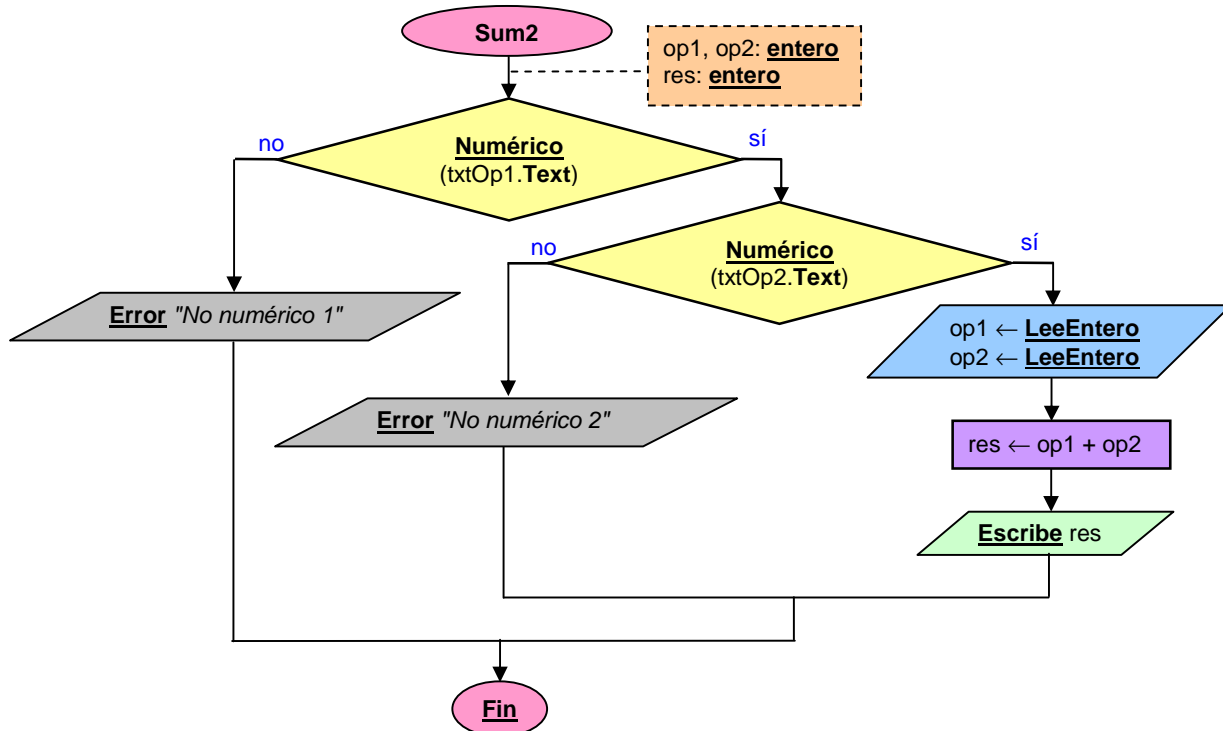 Sum2
op1, op2: entero
res: entero
no
Numérico
(txtOp1.Text)
sí
no
Numérico
(txtOp2.Text)
sí
Error "No numérico 1"
op1 ← LeeEntero
op2 ← LeeEntero
Error "No numérico 2"
res ← op1 + op2
Escribe res
Fin